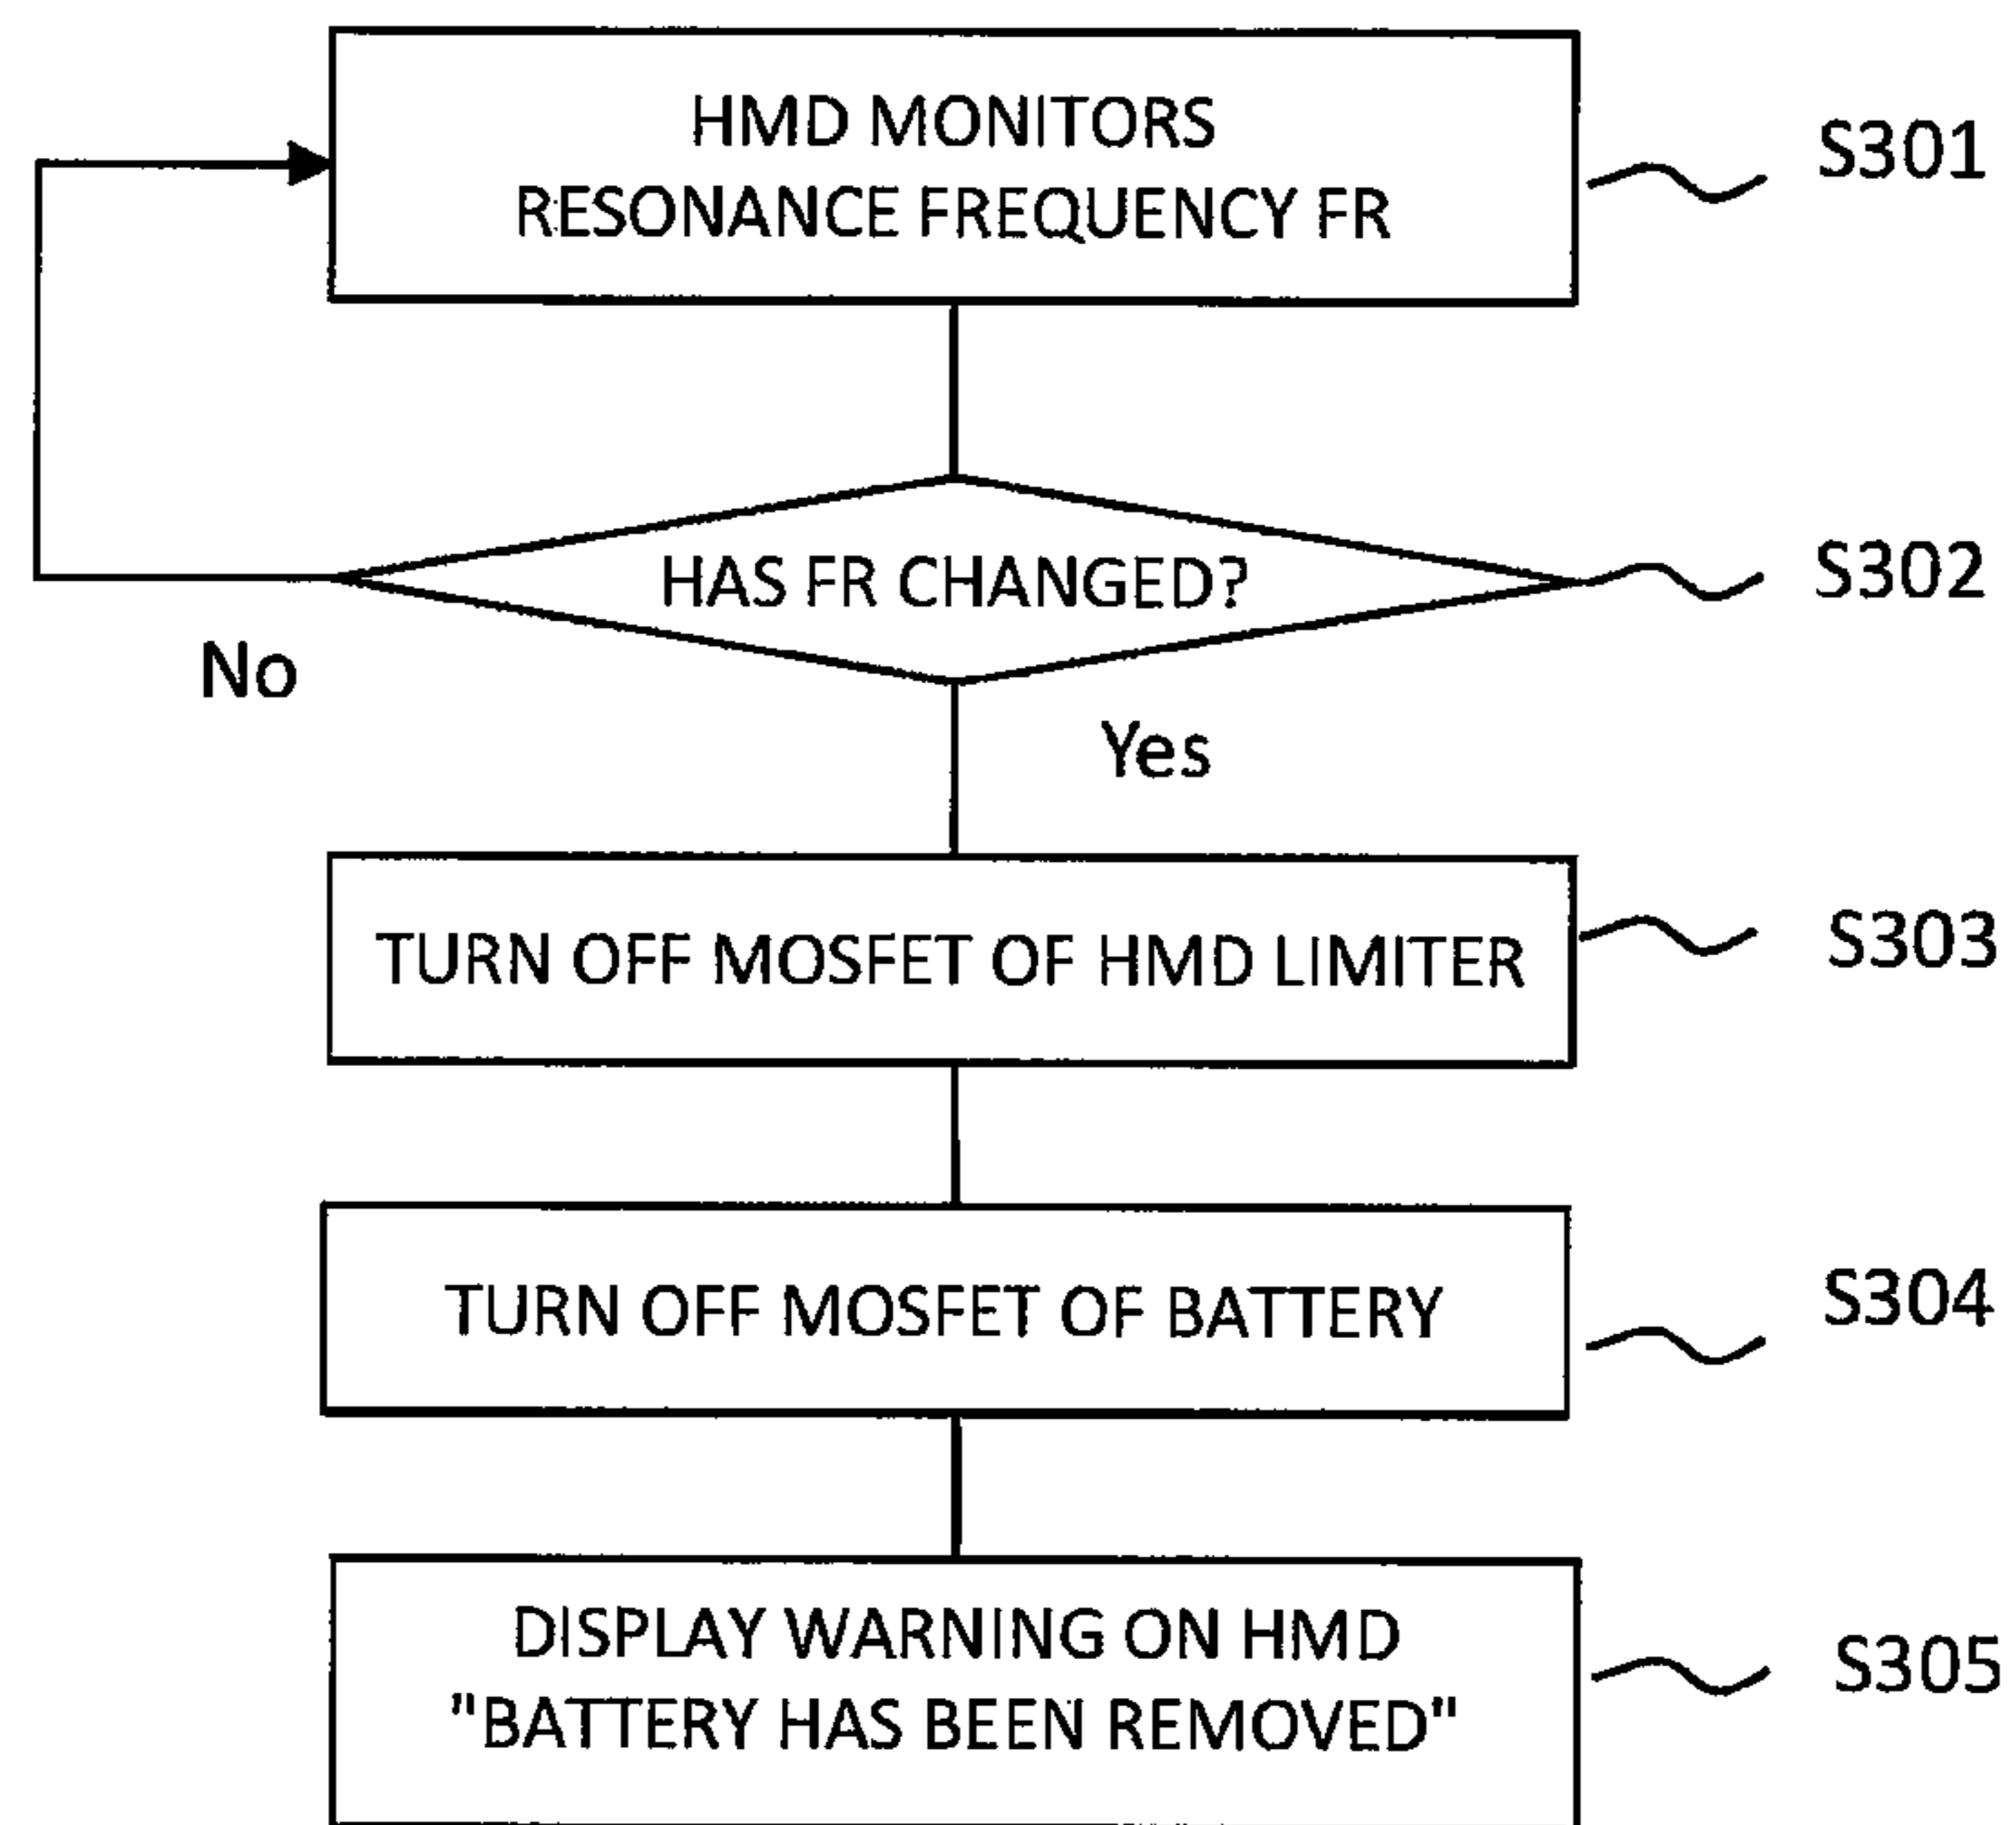 HMD MONITORS
RESONANCE FREQUENCY FR
S301
HAS FR CHANGED?
S302
No
Yes
TURN OFF MOSFET OF HMD LIMITER
S303
TURN OFF MOSFET OF BATTERY
S304
DISPLAY WARNING ON HMD
"BATTERY HAS BEEN REMOVED"
S305